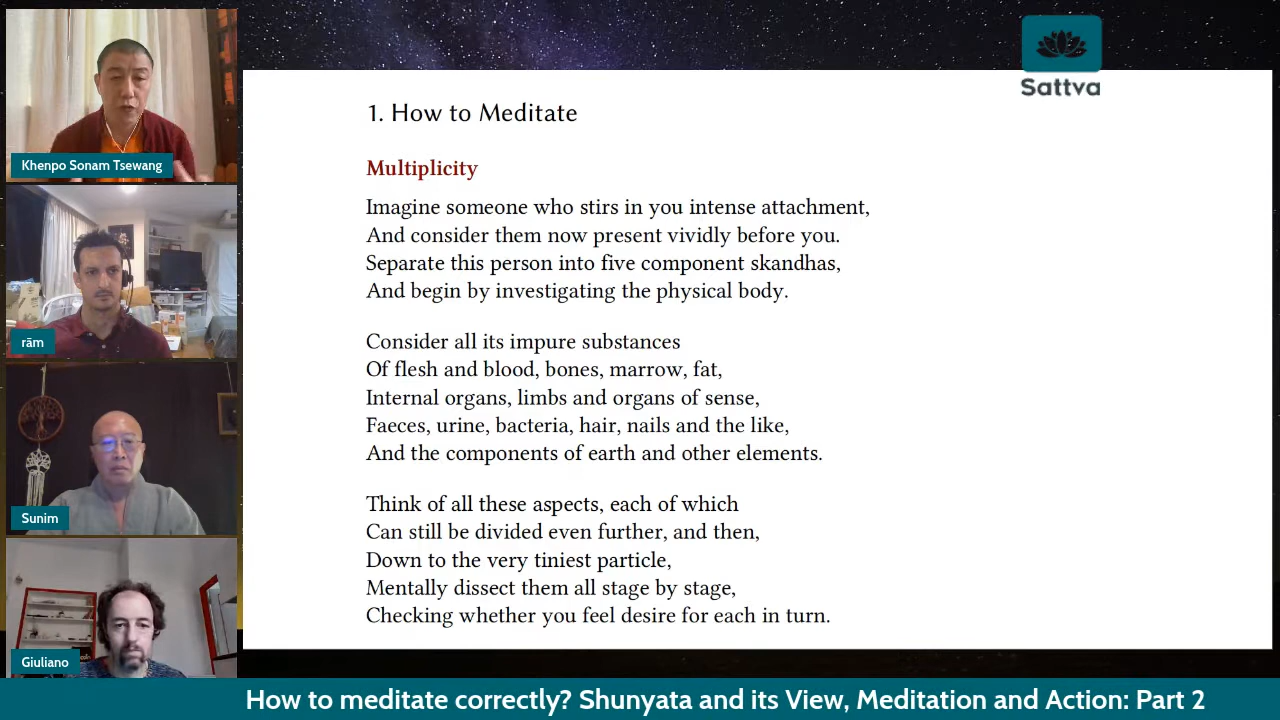 Sattva
Khenpo Sonam Tsewang
rām
Sunim
Giuliano
1. How to Meditate
Multiplicity
Imagine someone who stirs in you intense attachment,
And consider them now present vividly before you.
Separate this person into five component skandhas,
And begin by investigating the physical body.
Consider all its impure substances
Of flesh and blood, bones, marrow, fat,
Internal organs, limbs and organs of sense,
Faeces, urine, bacteria, hair, nails and the like,
And the components of earth and other elements.
Think of all these aspects, each of which
Can still be divided even further, and then,
Down to the very tiniest particle,
Mentally dissect them all stage by stage,
Checking whether you feel desire for each in turn.
How to meditate correctly? Shunyata and its View, Meditation and Action: Part 2